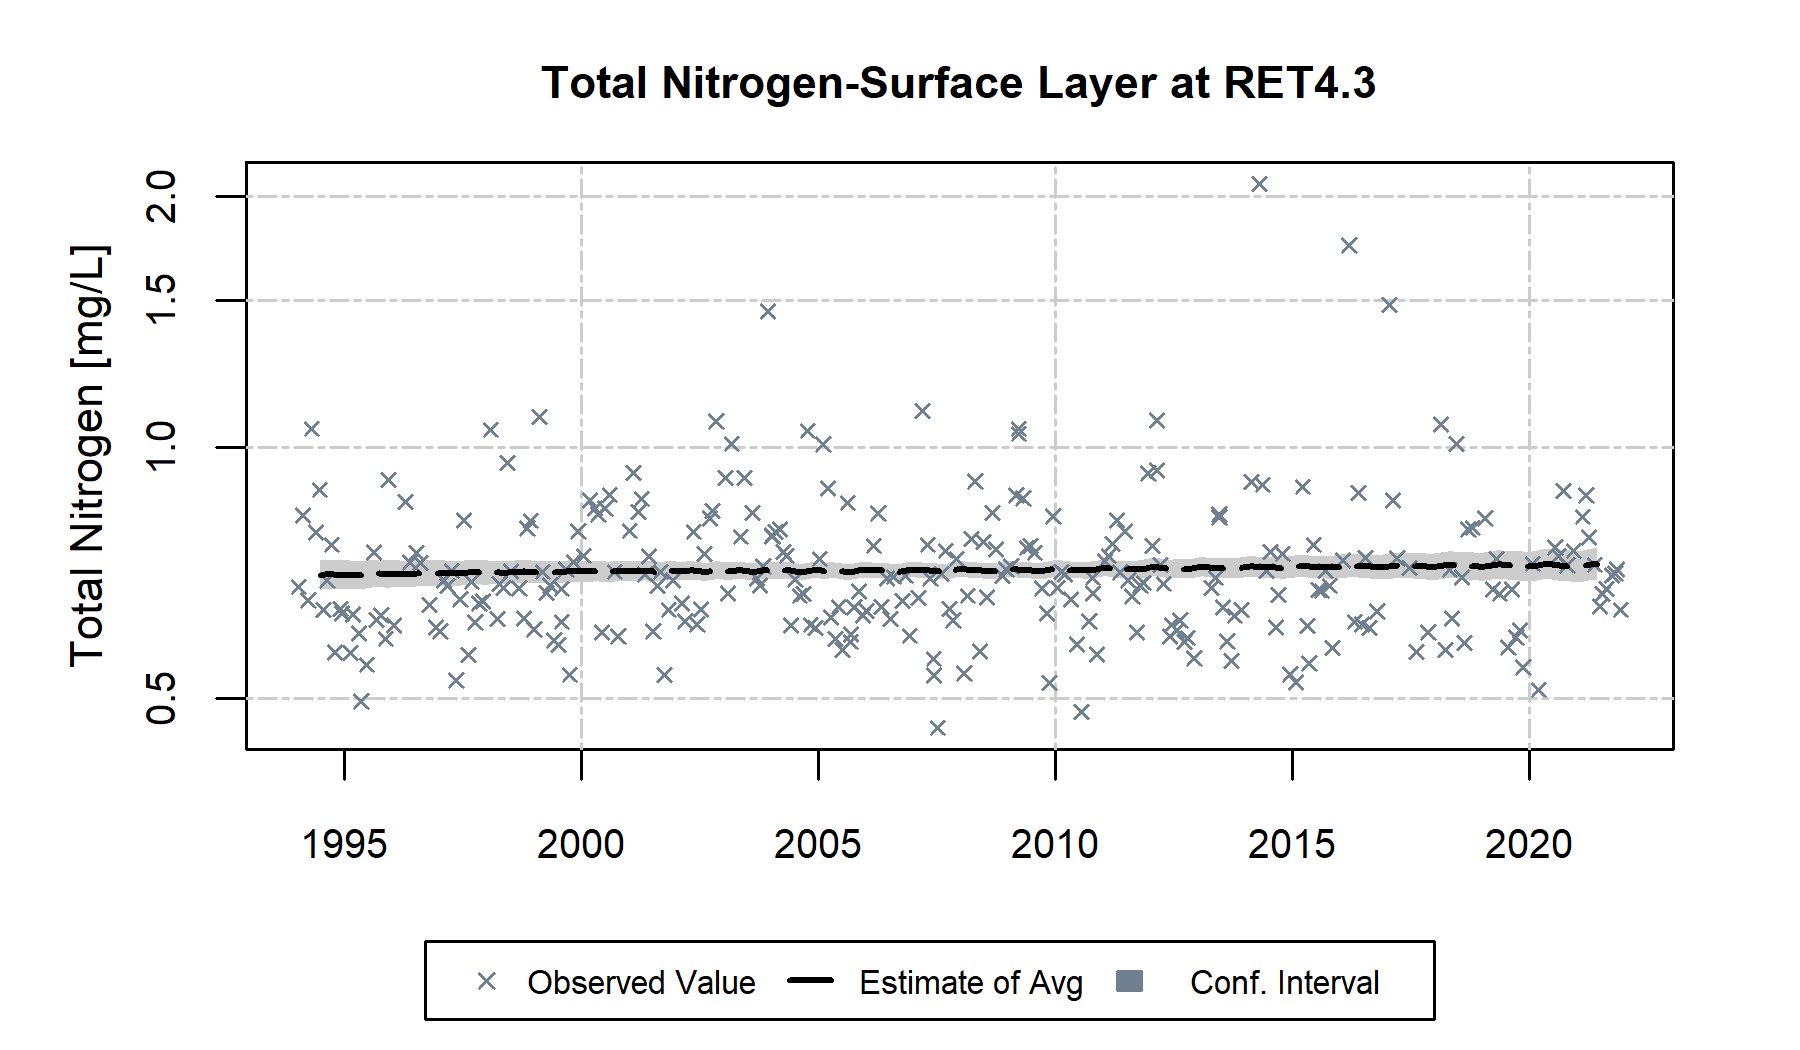 Total Nitrogen-Surface Layer at RET4.3
Total Nitrogen [mg/L]
2.0
1.5
1.0
0.5
1995 2000 2005 2010 2015 2020
Observed Value Estimate of Avg Conf. Interval